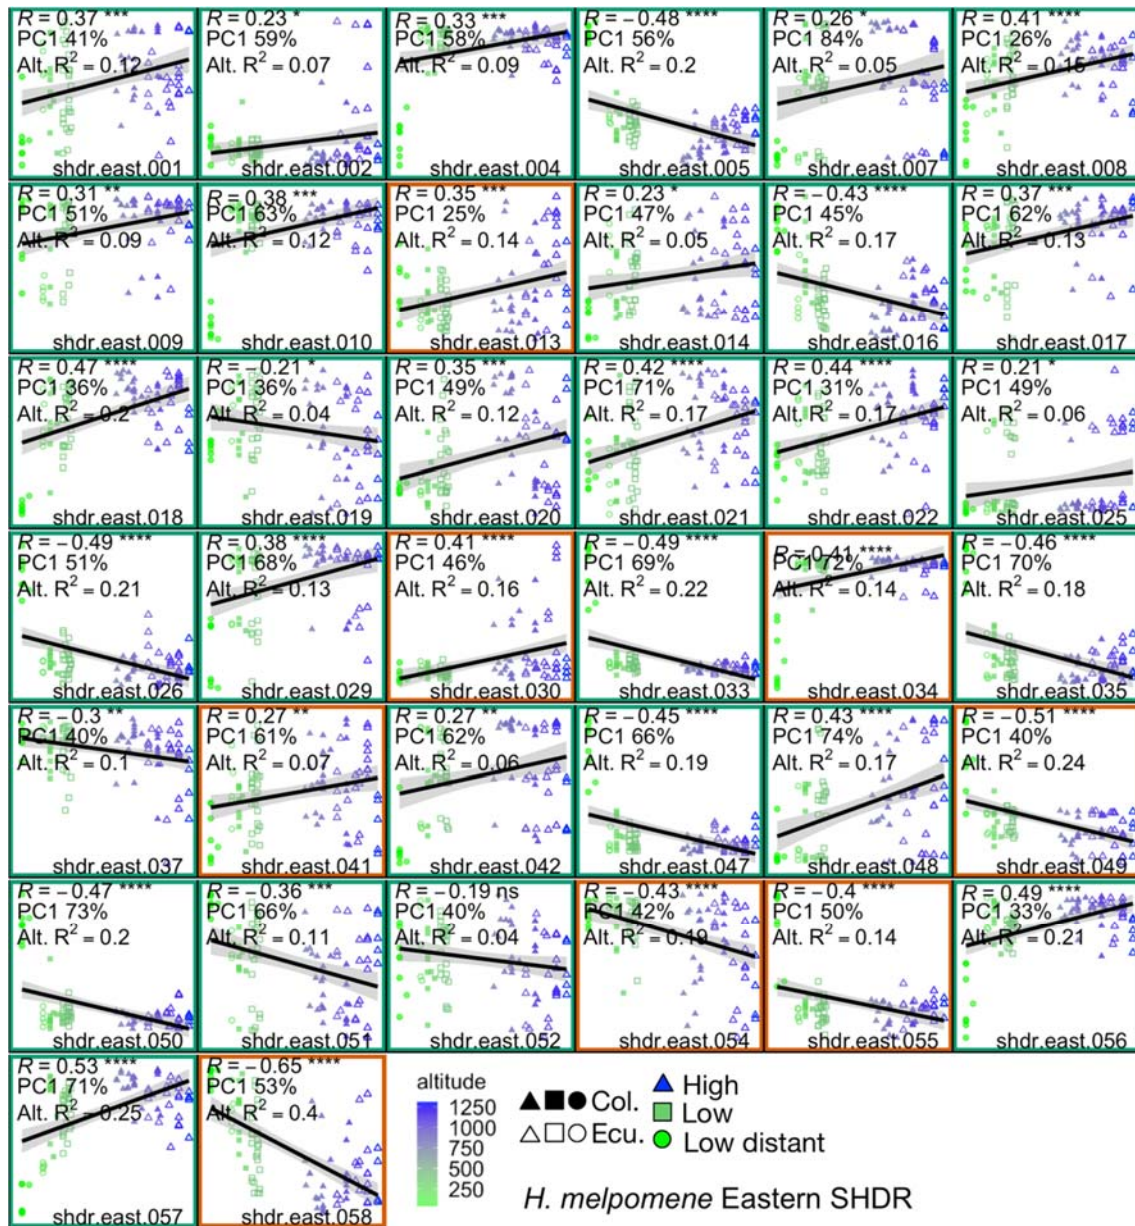 R = 0.37 ***
PC1 41%
Alt. R² = 0.12
shdr.east.001
R = 0.23 *
PC1 59%
Alt. R² = 0.07
shdr.east.002
R = 0.33 ***
PC1 58%
Alt. R² = 0.09
shdr.east.004
R = −0.48 ****
PC1 56%
Alt. R² = 0.2
shdr.east.005
R = 0.26 *
PC1 84%
Alt. R² = 0.05
shdr.east.007
R = 0.41 ****
PC1 26%
Alt. R² = 0.15
shdr.east.008
R = 0.31 **
PC1 51%
Alt. R² = 0.09
shdr.east.009
R = 0.38 ***
PC1 63%
Alt. R² = 0.12
shdr.east.010
R = 0.35 ***
PC1 25%
Alt. R² = 0.14
shdr.east.013
R = 0.23 *
PC1 47%
Alt. R² = 0.05
shdr.east.014
R = −0.43 ****
PC1 45%
Alt. R² = 0.17
shdr.east.016
R = 0.37 ***
PC1 62%
Alt. R² = 0.13
shdr.east.017
R = 0.47 ****
PC1 36%
Alt. R² = 0.2
shdr.east.018
R = −0.21 *
PC1 36%
Alt. R² = 0.04
shdr.east.019
R = 0.35 ***
PC1 49%
Alt. R² = 0.12
shdr.east.020
R = 0.42 ****
PC1 71%
Alt. R² = 0.17
shdr.east.021
R = 0.44 ****
PC1 31%
Alt. R² = 0.17
shdr.east.022
R = 0.21 *
PC1 49%
Alt. R² = 0.06
shdr.east.025
R = −0.49 ****
PC1 51%
Alt. R² = 0.21
shdr.east.026
R = 0.38 ****
PC1 68%
Alt. R² = 0.13
shdr.east.029
R = 0.41 ****
PC1 46%
Alt. R² = 0.16
shdr.east.030
R = −0.49 ****
PC1 69%
Alt. R² = 0.22
shdr.east.033
R = 0.41 ****
PC1 72%
Alt. R² = 0.14
shdr.east.034
R = −0.46 ****
PC1 70%
Alt. R² = 0.18
shdr.east.035
R = −0.3 **
PC1 40%
Alt. R² = 0.1
shdr.east.037
R = 0.27 **
PC1 61%
Alt. R² = 0.07
shdr.east.041
R = 0.27 **
PC1 62%
Alt. R² = 0.06
shdr.east.042
R = −0.45 ****
PC1 66%
Alt. R² = 0.19
shdr.east.047
R = 0.43 ****
PC1 74%
Alt. R² = 0.17
shdr.east.048
R = −0.51 ****
PC1 40%
Alt. R² = 0.24
shdr.east.049
R = −0.47 ****
PC1 73%
Alt. R² = 0.2
shdr.east.050
R = −0.36 ***
PC1 66%
Alt. R² = 0.11
shdr.east.051
R = −0.19 ns
PC1 40%
Alt. R² = 0.04
shdr.east.052
R = −0.43 ****
PC1 42%
Alt. R² = 0.19
shdr.east.054
R = −0.4 ****
PC1 50%
Alt. R² = 0.14
shdr.east.055
R = 0.49 ****
PC1 33%
Alt. R² = 0.21
shdr.east.056
R = 0.53 ****
PC1 71%
Alt. R² = 0.25
shdr.east.057
R = −0.65 ****
PC1 53%
Alt. R² = 0.4
shdr.east.058
altitude
1250
1000
750
500
250
Col.
Ecu.
High
Low
Low distant
H. melpomene Eastern SHDR